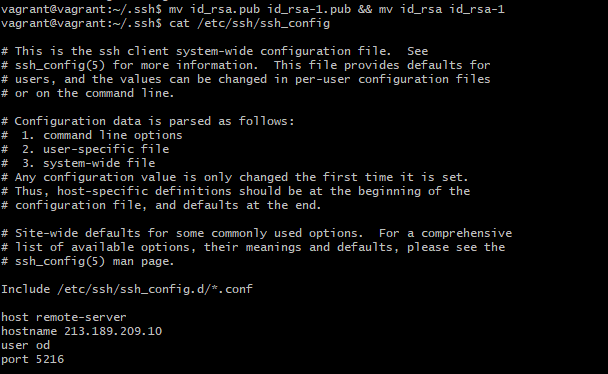 vagrant@vagrant:~/.ssh$ mv id_rsa.pub id_rsa-1.pub && mv id_rsa id_rsa-1
vagrant@vagrant:~/.ssh$ cat /etc/ssh/ssh_config
# This is the ssh client system-wide configuration file.  See
# ssh_config(5) for more information.  This file provides defaults for
# users, and the values can be changed in per-user configuration files
# or on the command line.
# Configuration data is parsed as follows:
#  1. command line options
#  2. user-specific file
#  3. system-wide file
# Any configuration value is only changed the first time it is set.
# Thus, host-specific definitions should be at the beginning of the
# configuration file, and defaults at the end.
# Site-wide defaults for some commonly used options.  For a comprehensive
# list of available options, their meanings and defaults, please see the
# ssh_config(5) man page.
Include /etc/ssh/ssh_config.d/*.conf
host remote-server
hostname 213.189.209.10
user od
port 5216